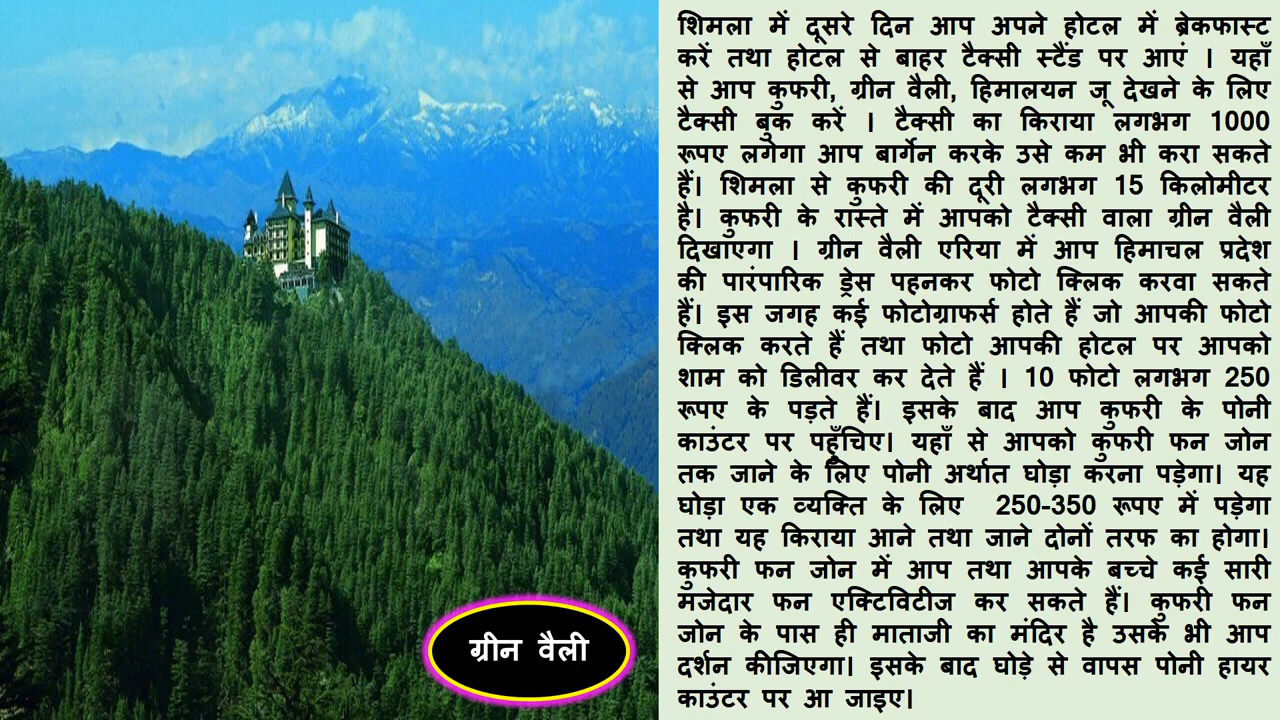 शिमला में दूसरे दिन आप अपने होटल में ब्रेकफास्ट
करें तथा होटल से बाहर टैक्सी स्टैंड पर आएं । यहाँ
से आप कुफरी, ग्रीन वैली, हिमालयन जू देखने के लिए
टैक्सी बुक करें । टैक्सी का किराया लगभग 1000
रूपए लगेगा आप बार्गेन करके उसे कम भी करा सकते
हैं। शिमला से कुफरी की दूरी लगभग 15 किलोमीटर
है। कुफरी के रास्ते में आपको टैक्सी वाला ग्रीन वैली
दिखाएगा । ग्रीन वैली एरिया में आप हिमाचल प्रदेश
की पारंपारिक ड्रेस पहनकर फोटो क्लिक करवा सकते
हैं। इस जगह कई फोटोग्राफर्स होते हैं जो आपकी फोटो
क्लिक करते हैं तथा फोटो आपकी होटल पर आपको
शाम को डिलीवर कर देते हैं । 10 फोटो लगभग 250
रूपए के पड़ते हैं। इसके बाद आप कुफरी के पोनी
काउंटर पर पहुँचिए। यहाँ से आपको कुफरी फन जोन
तक जाने के लिए पोनी अर्थात घोड़ा करना पड़ेगा। यह
घोड़ा एक व्यक्ति के लिए 250-350 रूपए में पड़ेगा
तथा यह किराया आने तथा जाने दोनों तरफ का होगा।
कुफरी फन जोन में आप तथा आपके बच्चे कई सारी
मजेदार फन एक्टिविटीज कर सकते हैं। कुफरी फन
जोन के पास ही माताजी का मंदिर है उसके भी आप
दर्शन कीजिएगा। इसके बाद घोड़े से वापस पोनी हायर
काउंटर पर आ जाइए।
ग्रीन वैली